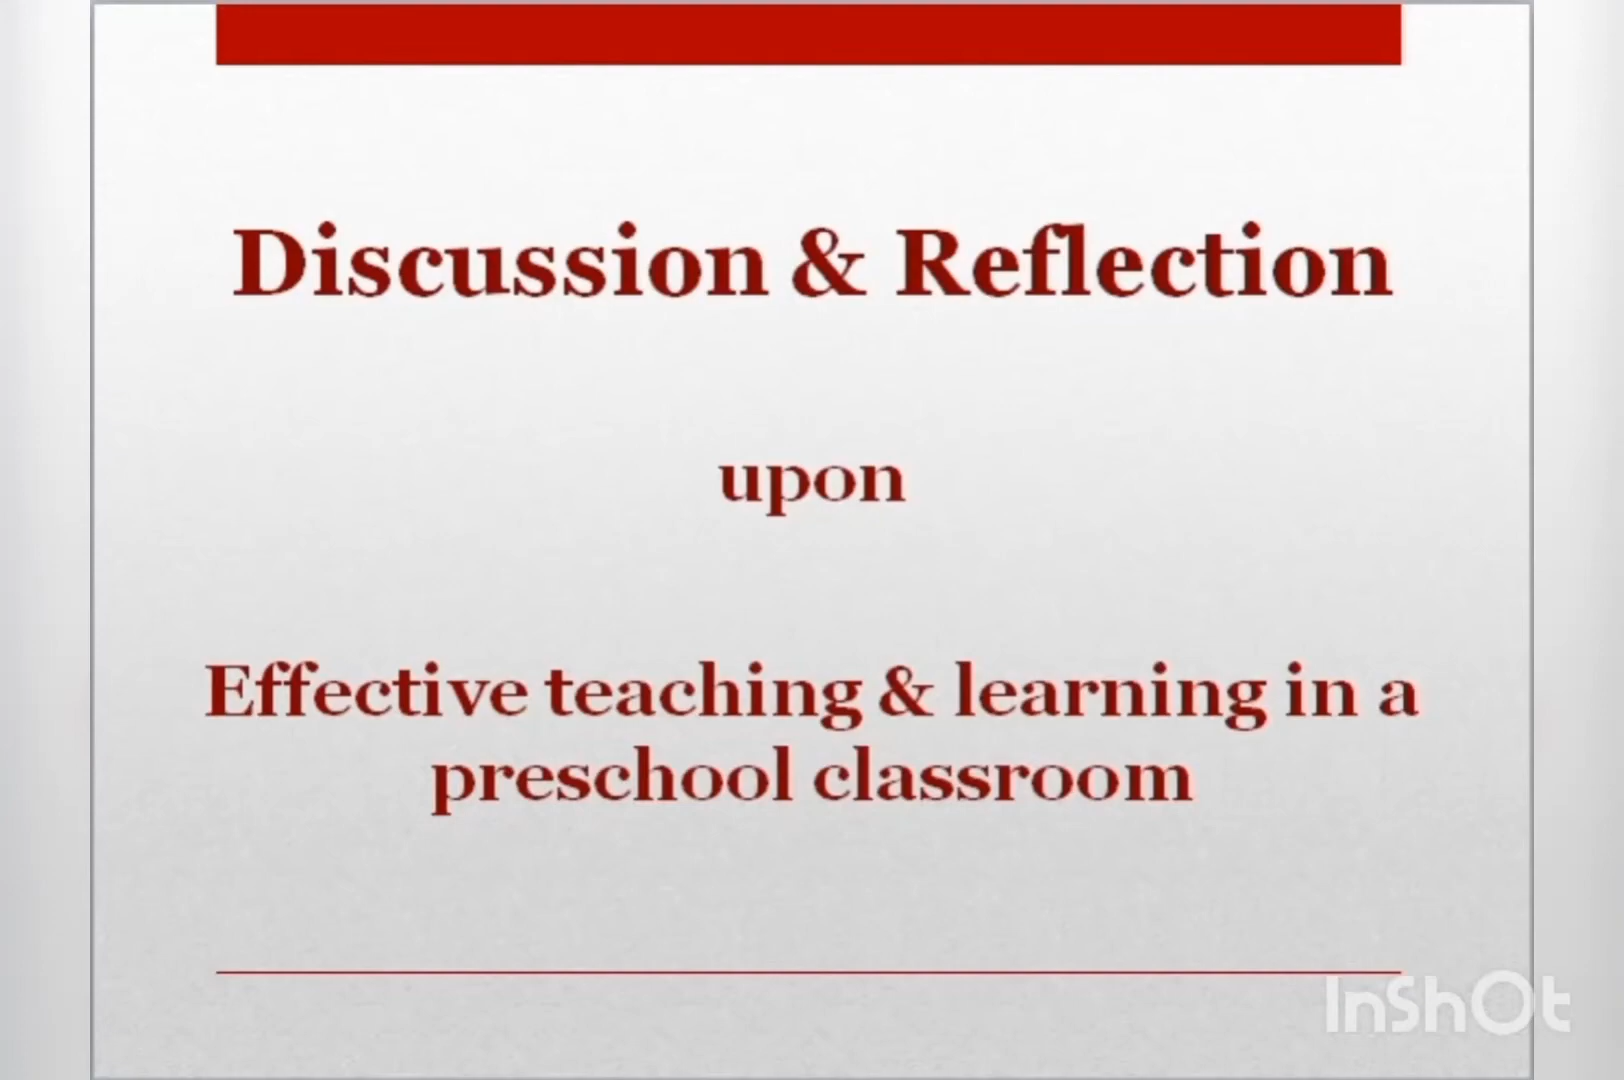 Discussion & Reflection
upon
Effective teaching & learning in a
preschool classroom
InShOt